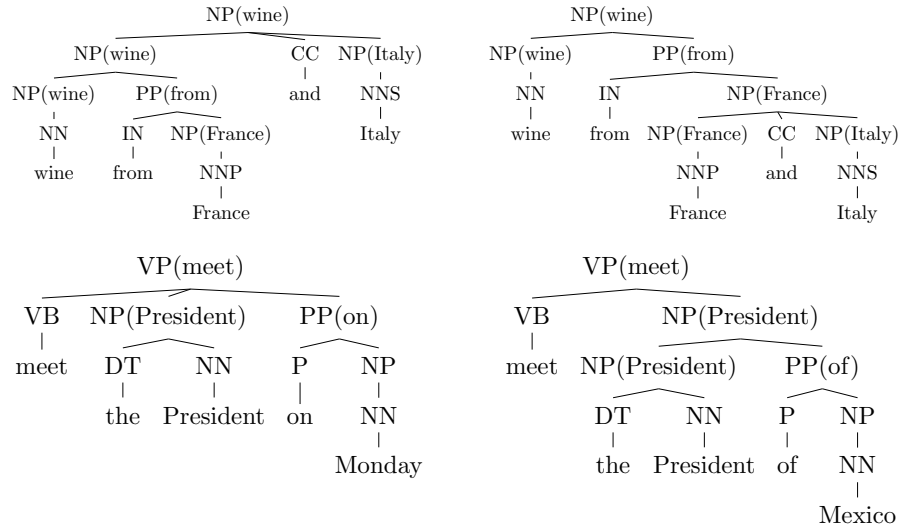 NP(wine)
NP(wine) CC NP(Italy)
NP(wine) PP(from) and NNS
NN IN NP(France) Italy
wine from NNP
France
NP(wine)
NP(wine) PP(from)
NN IN NP(France)
wine from NP(France) CC NP(Italy)
NNP and NNS
France Italy
VP(meet)
VB NP(President) PP(on)
meet DT NN P NP
the President on NN
Monday
VP(meet)
VB NP(President)
meet NP(President) PP(of)
DT NN P NP
the President of NN
Mexico